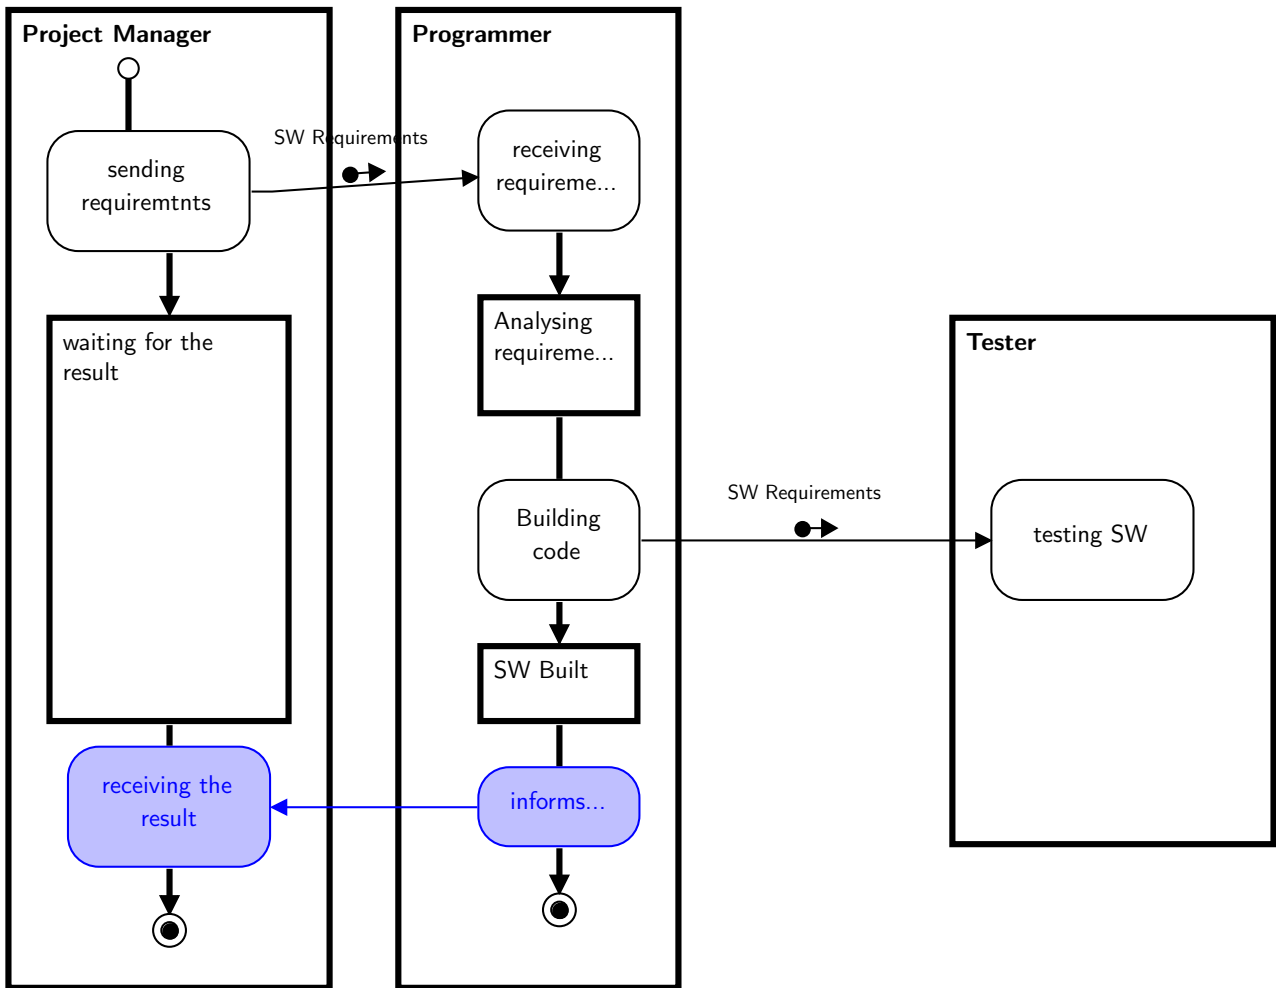 Project Manager
sending
requiremtnts
waiting for the
result
receiving the
result
SW Requirements
Programmer
receiving
requireme...
Analysing
requireme...
Building
code
SW Built
informs...
SW Requirements
Tester
testing SW